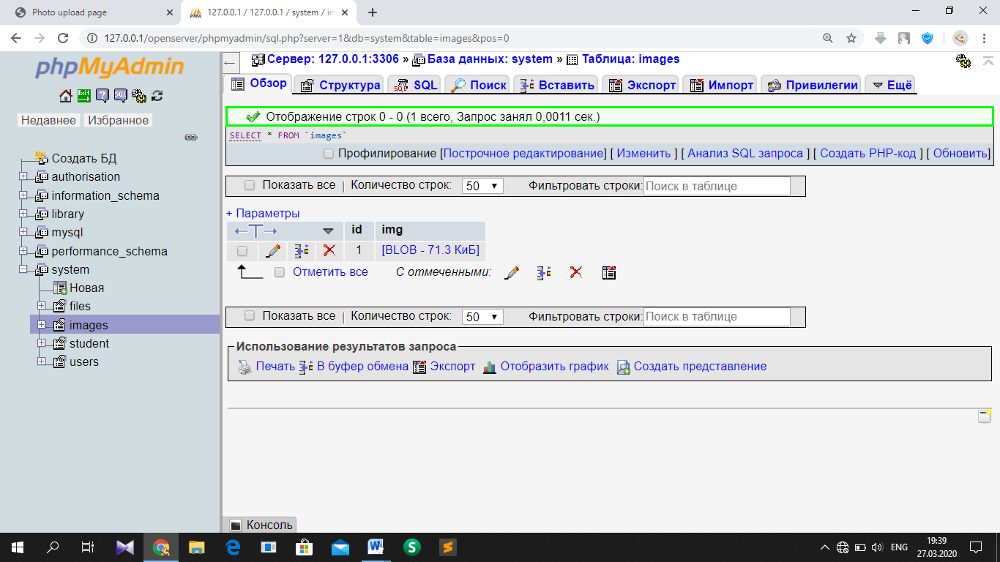 Photo upload page
127.0.0.1 / 127.0.0.1 / system / im
127.0.0.1/openserver/phpmyadmin/sql.php?server=1&db=system&table=images&pos=0
phpMyAdmin
Недавнее Избранное
Создать БД
authorisation
information_schema
library
mysql
performance_schema
system
Новая
files
images
student
users
Сервер: 127.0.0.1:3306 » База данных: system » Таблица: images
Обзор Структура SQL Поиск Вставить Экспорт Импорт Привилегии Ещё
Отображение строк 0 - 0 (1 всего, Запрос занял 0,0011 сек.)
SELECT * FROM `images`
Профилирование [Построчное редактирование] [ Изменить ] [ Анализ SQL запроса ] [ Создать PHP-код ] [ Обновить]
Показать все | Количество строк: 50 Фильтровать строки: Поиск в таблице
+ Параметры
id img
1 [BLOB - 71.3 КиБ]
Отметить все С отмеченными:
Показать все | Количество строк: 50 Фильтровать строки: Поиск в таблице
Использование результатов запроса
Печать В буфер обмена Экспорт Отобразить график Создать представление
Консоль
ENG
19:39
27.03.2020